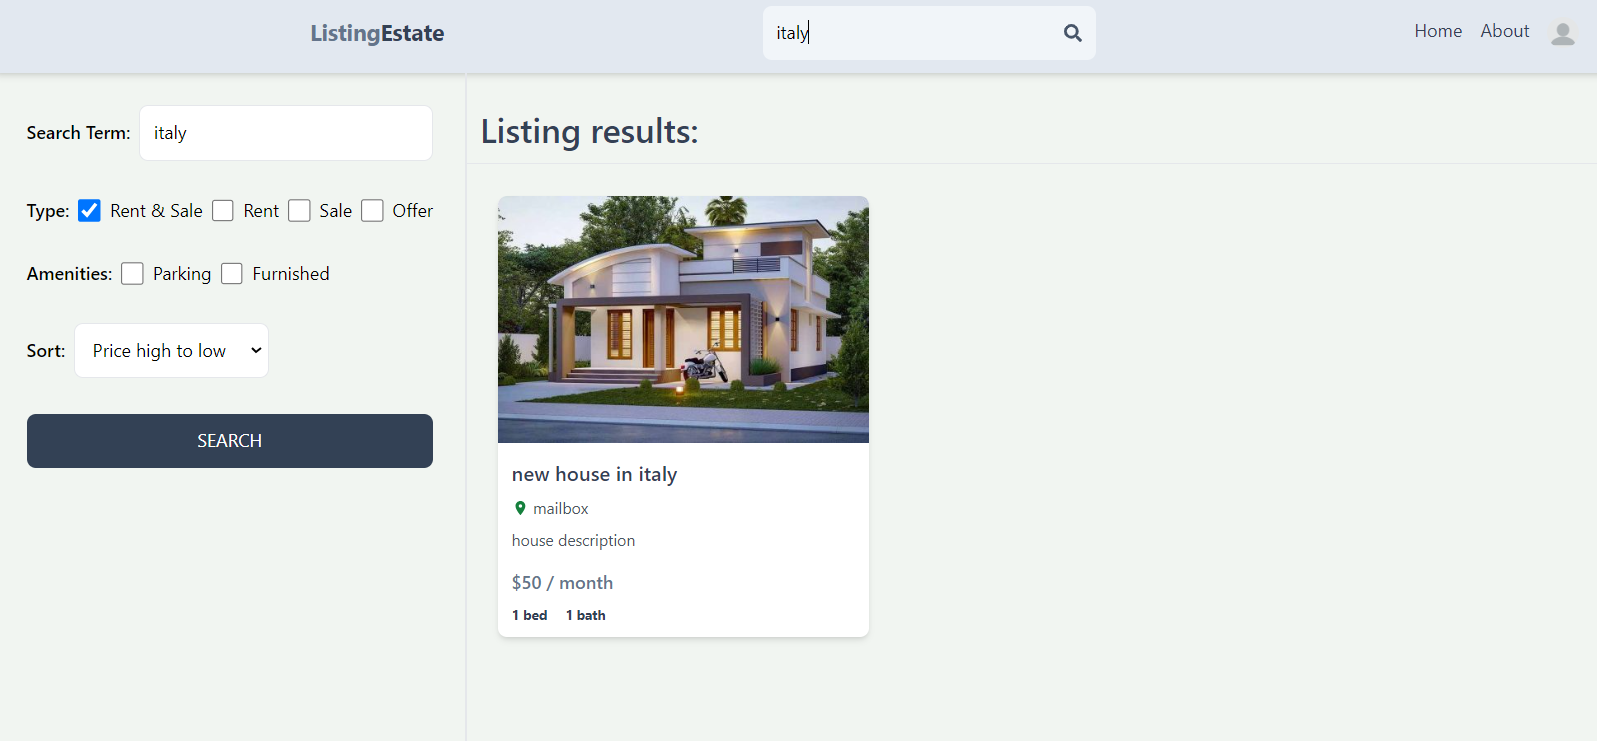 ListingEstate
italy
Home About
Search Term: italy
Type: Rent & Sale Rent Sale Offer
Amenities: Parking Furnished
Sort: Price high to low
SEARCH
Listing results:
new house in italy
mailbox
house description
$50 / month
1 bed 1 bath